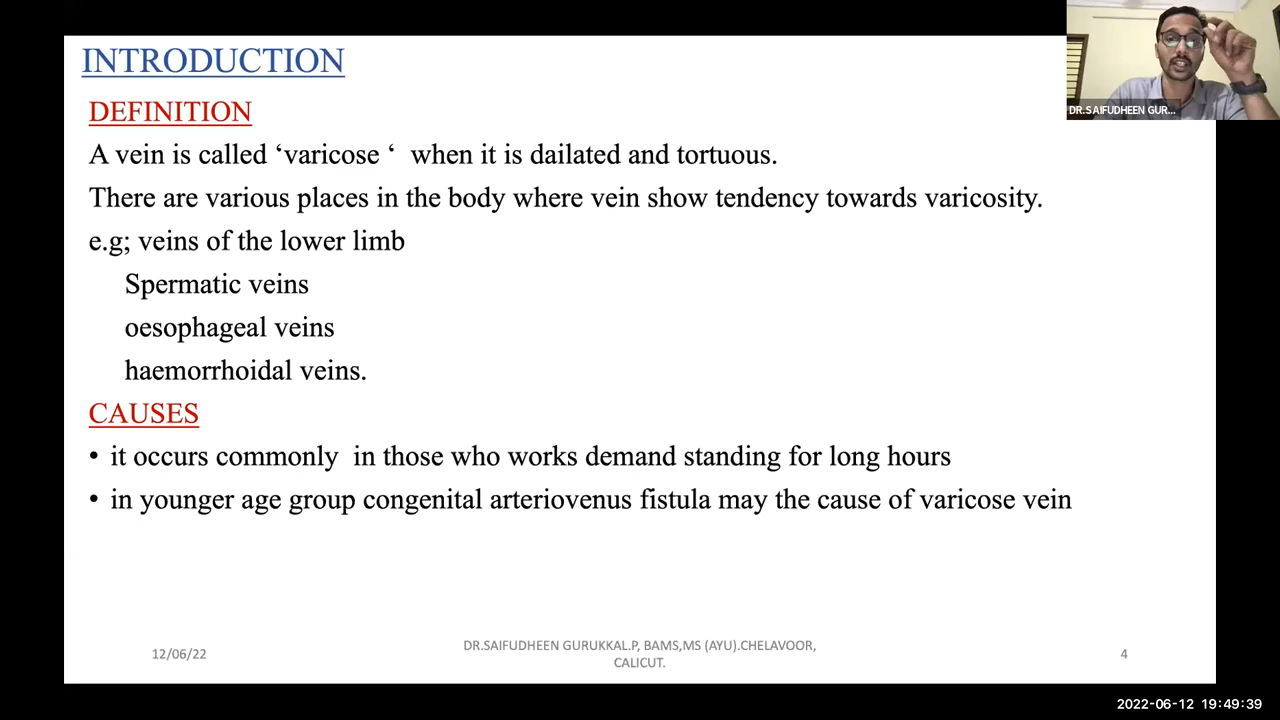 INTRODUCTION
DEFINITION
A vein is called ‘varicose ‘  when it is dailated and tortuous.
There are various places in the body where vein show tendency towards varicosity.
e.g; veins of the lower limb
Spermatic veins
oesophageal veins
haemorrhoidal veins.
CAUSES
• it occurs commonly  in those who works demand standing for long hours
• in younger age group congenital arteriovenus fistula may the cause of varicose vein
12/06/22
DR.SAIFUDHEEN GURUKKAL.P, BAMS,MS (AYU).CHELAVOOR,
CALICUT.
4
DR.SAIFUDHEEN GUR...
2022-06-12 19:49:39